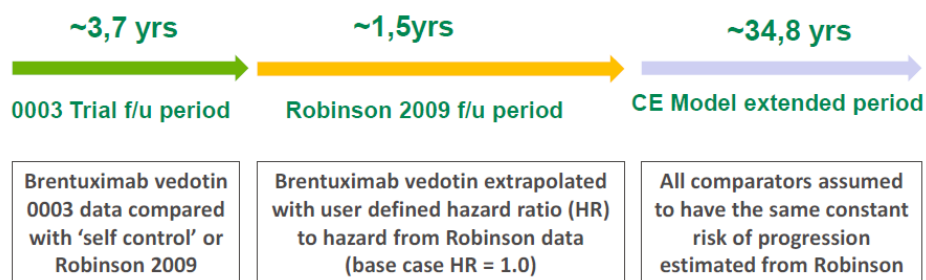 ~3,7 yrs
~1,5yrs
~34,8 yrs
0003 Trial f/u period
Robinson 2009 f/u period
CE Model extended period
Brentuximab vedotin
0003 data compared
with ‘self control’ or
Robinson 2009
Brentuximab vedotin extrapolated
with user defined hazard ratio (HR)
to hazard from Robinson data
(base case HR = 1.0)
All comparators assumed
to have the same constant
risk of progression
estimated from Robinson